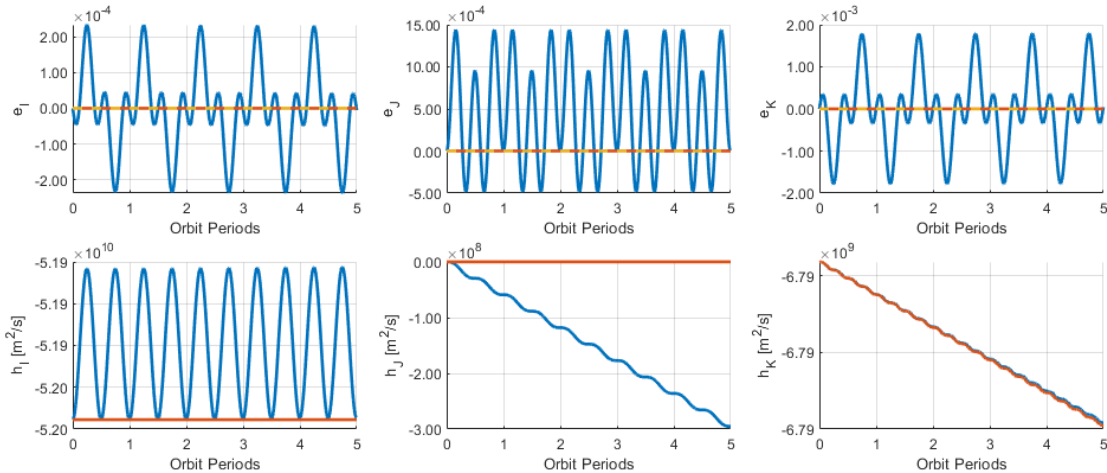 ×10⁻⁴
2.00
1.00
0.00
-1.00
-2.00
e_I
0 1 2 3 4 5
Orbit Periods
×10⁻⁴
15.00
10.00
5.00
0.00
-5.00
e_J
0 1 2 3 4 5
Orbit Periods
×10⁻³
2.00
1.00
0.00
-1.00
-2.00
e_K
0 1 2 3 4 5
Orbit Periods
×10¹⁰
-5.19
-5.19
-5.19
-5.20
-5.20
h_I [m²/s]
0 1 2 3 4 5
Orbit Periods
×10⁸
0.00
-1.00
-2.00
-3.00
h_J [m²/s]
0 1 2 3 4 5
Orbit Periods
×10⁹
-6.79
-6.79
-6.79
h_K [m²/s]
0 1 2 3 4 5
Orbit Periods